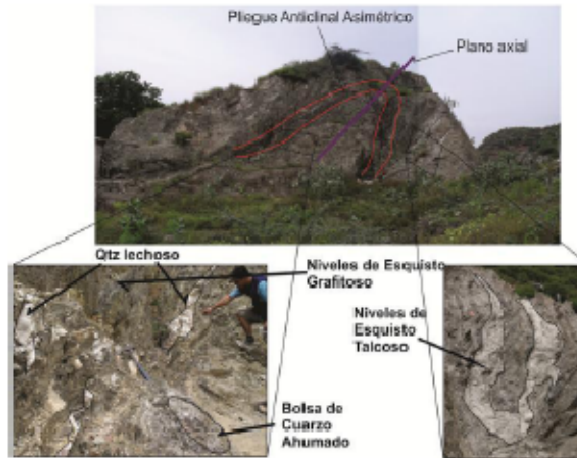 Pliegue Anticlinal Asimétrico
Plano axial
Qtz lechoso
Niveles de Esquisto
Grafitoso
Niveles de
Esquisto
Talcoso
Bolsa de
Cuarzo
Ahumado